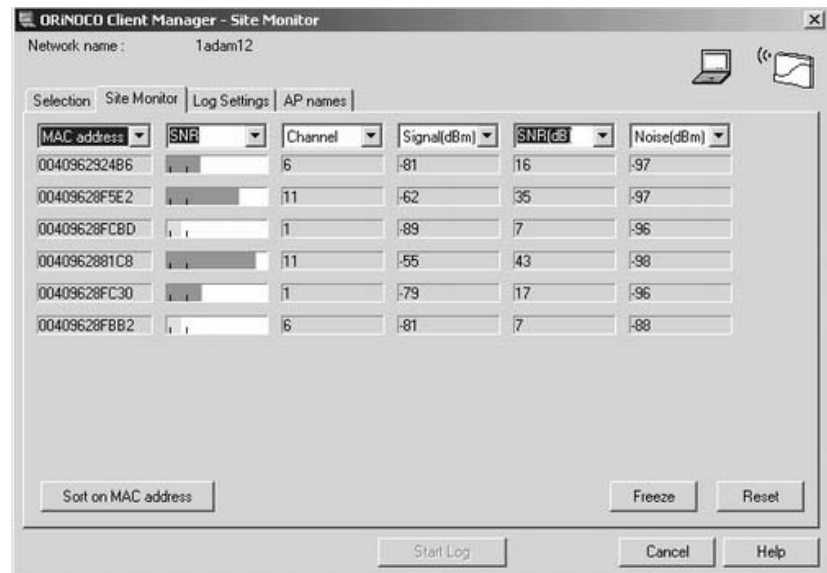 ORiNOCO Client Manager - Site Monitor
Network name : 1adam12
Selection Site Monitor Log Settings AP names
MAC address SNR Channel Signal(dBm) SNR(dB) Noise(dBm)
0040962924B6 6 -81 16 -97
00409628F5E2 11 -62 35 -97
00409628FCBD 1 -89 7 -96
0040962881C8 11 -55 43 -98
00409628FC30 1 -79 17 -96
00409628FBB2 6 -81 7 -88
Sort on MAC address Freeze Reset
Start Log Cancel Help